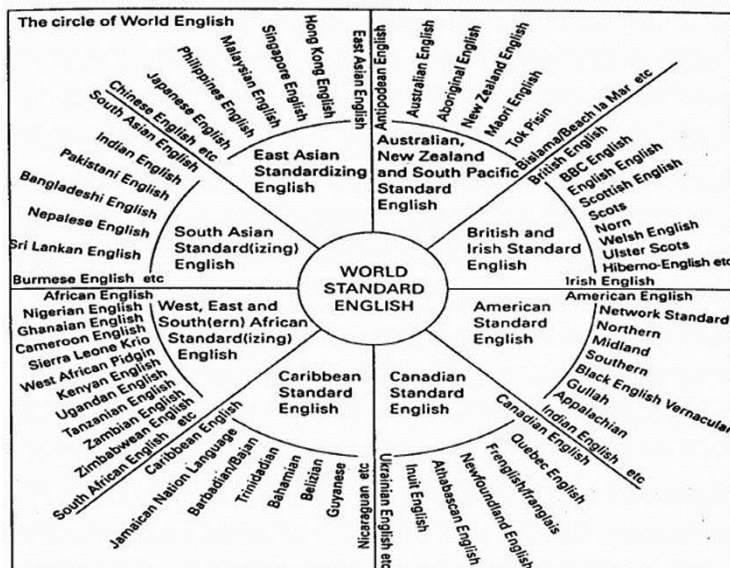 The circle of World English
WORLD
STANDARD
ENGLISH
East Asian
Standardizing
English
Chinese English etc
Japanese English
Philippines English
Malaysian English
Singapore English
Hong Kong English
East Asian English
Australian,
New Zealand
and South Pacific
Standard
English
Antipodean English
Australian English
Aboriginal English
New Zealand English
Maori English
Tok Pisin
Bislama/Beach la Mar etc
British and
Irish Standard
English
British English
BBC English
English English
Scottish English
Scots
Norn
Welsh English
Ulster Scots
Hiberno-English etc
Irish English
American
Standard
English
American English
Network Standard
Northern
Midland
Southern
Black English Vernacular
Gullah
Appalachian
Indian English etc
Canadian
Standard
English
Canadian English
Quebec English
Frenglish/franglais
Newfoundland English
Athabascan English
Inuit English
Ukrainian English etc
Caribbean
Standard
English
Caribbean English
Jamaican Nation Language
Barbadian/Bajan
Trinidadian
Bahamian
Belizian
Guyanese
Nicaraguan etc
West, East and
South(ern) African
Standard(izing)
English
African English
Nigerian English
Ghanaian English
Cameroon English
Sierra Leone Krio
West African Pidgin
Kenyan English
Ugandan English
Tanzanian English
Zambian English
Zimbabwean English
South African English etc
South Asian
Standard(izing)
English
South Asian English
Indian English
Pakistani English
Bangladeshi English
Nepalese English
Sri Lankan English
Burmese English etc